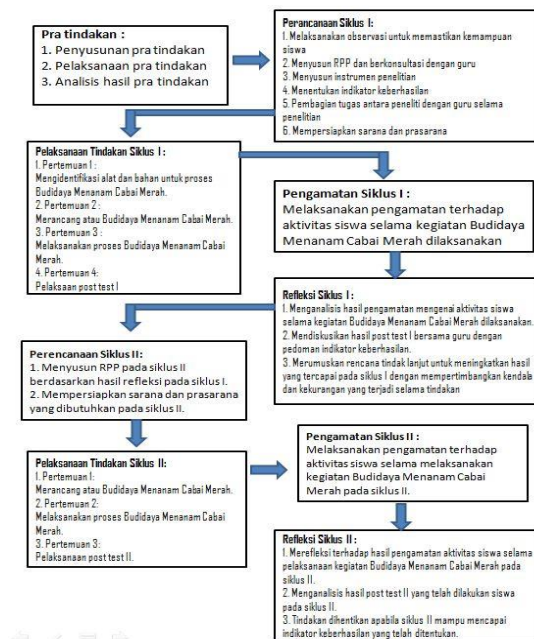 Pra tindakan :
1. Penyusunan pra tindakan
2. Pelaksanaan pra tindakan
3. Analisis hasil pra tindakan
Perancanaan Siklus I:
1. Melaksanakan observasi untuk memastikan kemampuan
siswa
2. Menyusun RPP dan berkonsultasi dengan guru
3. Menyusun instrumen penelitian
4. Menentukan indikator keberhasilan
5. Pembagian tugas antara peneliti dengan guru selama
penelitian
6. Mempersiapkan sarana dan prasarana
Pelaksanaan Tindakan Siklus I :
1. Pertemuan I :
Mengidentifikasi alat dan bahan untuk proses
Budidaya Menanam Cabai Merah.
2. Pertemuan 2 :
Merancang atau Budidaya Menanam Cabai Merah.
3. Pertemuan 3 :
Melaksanakan proses Budidaya Menanam Cabai
Merah.
4. Pertemuan 4:
Pelaksaan post test I
Pengamatan Siklus I :
Melaksanakan pengamatan terhadap
aktivitas siswa selama kegiatan Budidaya
Menanam Cabai Merah dilaksanakan
Refleksi Siklus I :
1. Menganalisis hasil pengamatan mengenai aktivitas siswa
selama kegiatan Budidaya Menanam Cabai Merah dilaksanakan.
2. Mendiskusikan hasil post test I bersama guru dengan
pedoman indikator keberhasilan.
3. Merumuskan rencana tindak lanjut untuk meningkatkan hasil
yang tercapai pada siklus I dengan mempertimbangkan kendala
dan kekurangan yang terjadi selama tindakan
Perencanaan Siklus II:
1. Menyusun RPP pada siklus II
berdasarkan hasil refleksi pada siklus I.
2. Mempersiapkan sarana dan prasarana
yang dibutuhkan pada siklus II.
Pelaksanaan Tindakan Siklus II:
1. Pertemuan I:
Merancang atau Budidaya Menanam Cabai Merah.
2. Pertemuan 2:
Melaksanakan proses Budidaya Menanam Cabai
Merah.
3. Pertemuan 3:
Pelaksanaan post test II.
Pengamatan Siklus II :
Melaksanakan pengamatan terhadap
aktivitas siswa selama melaksanakan
kegiatan Budidaya Menanam Cabai
Merah pada siklus II.
Refleksi Siklus II :
1. Merefleksi terhadap hasil pengamatan aktivitas siswa selama
pelaksanaan kegiatan Budidaya Menanam Cabai Merah pada
siklus II.
2. Menganalisis hasil post test II yang telah dilakukan siswa
pada siklus II.
3. Tindakan dihentikan apabila siklus II mampu mencapai
indikator keberhasilan yang telah ditentukan.